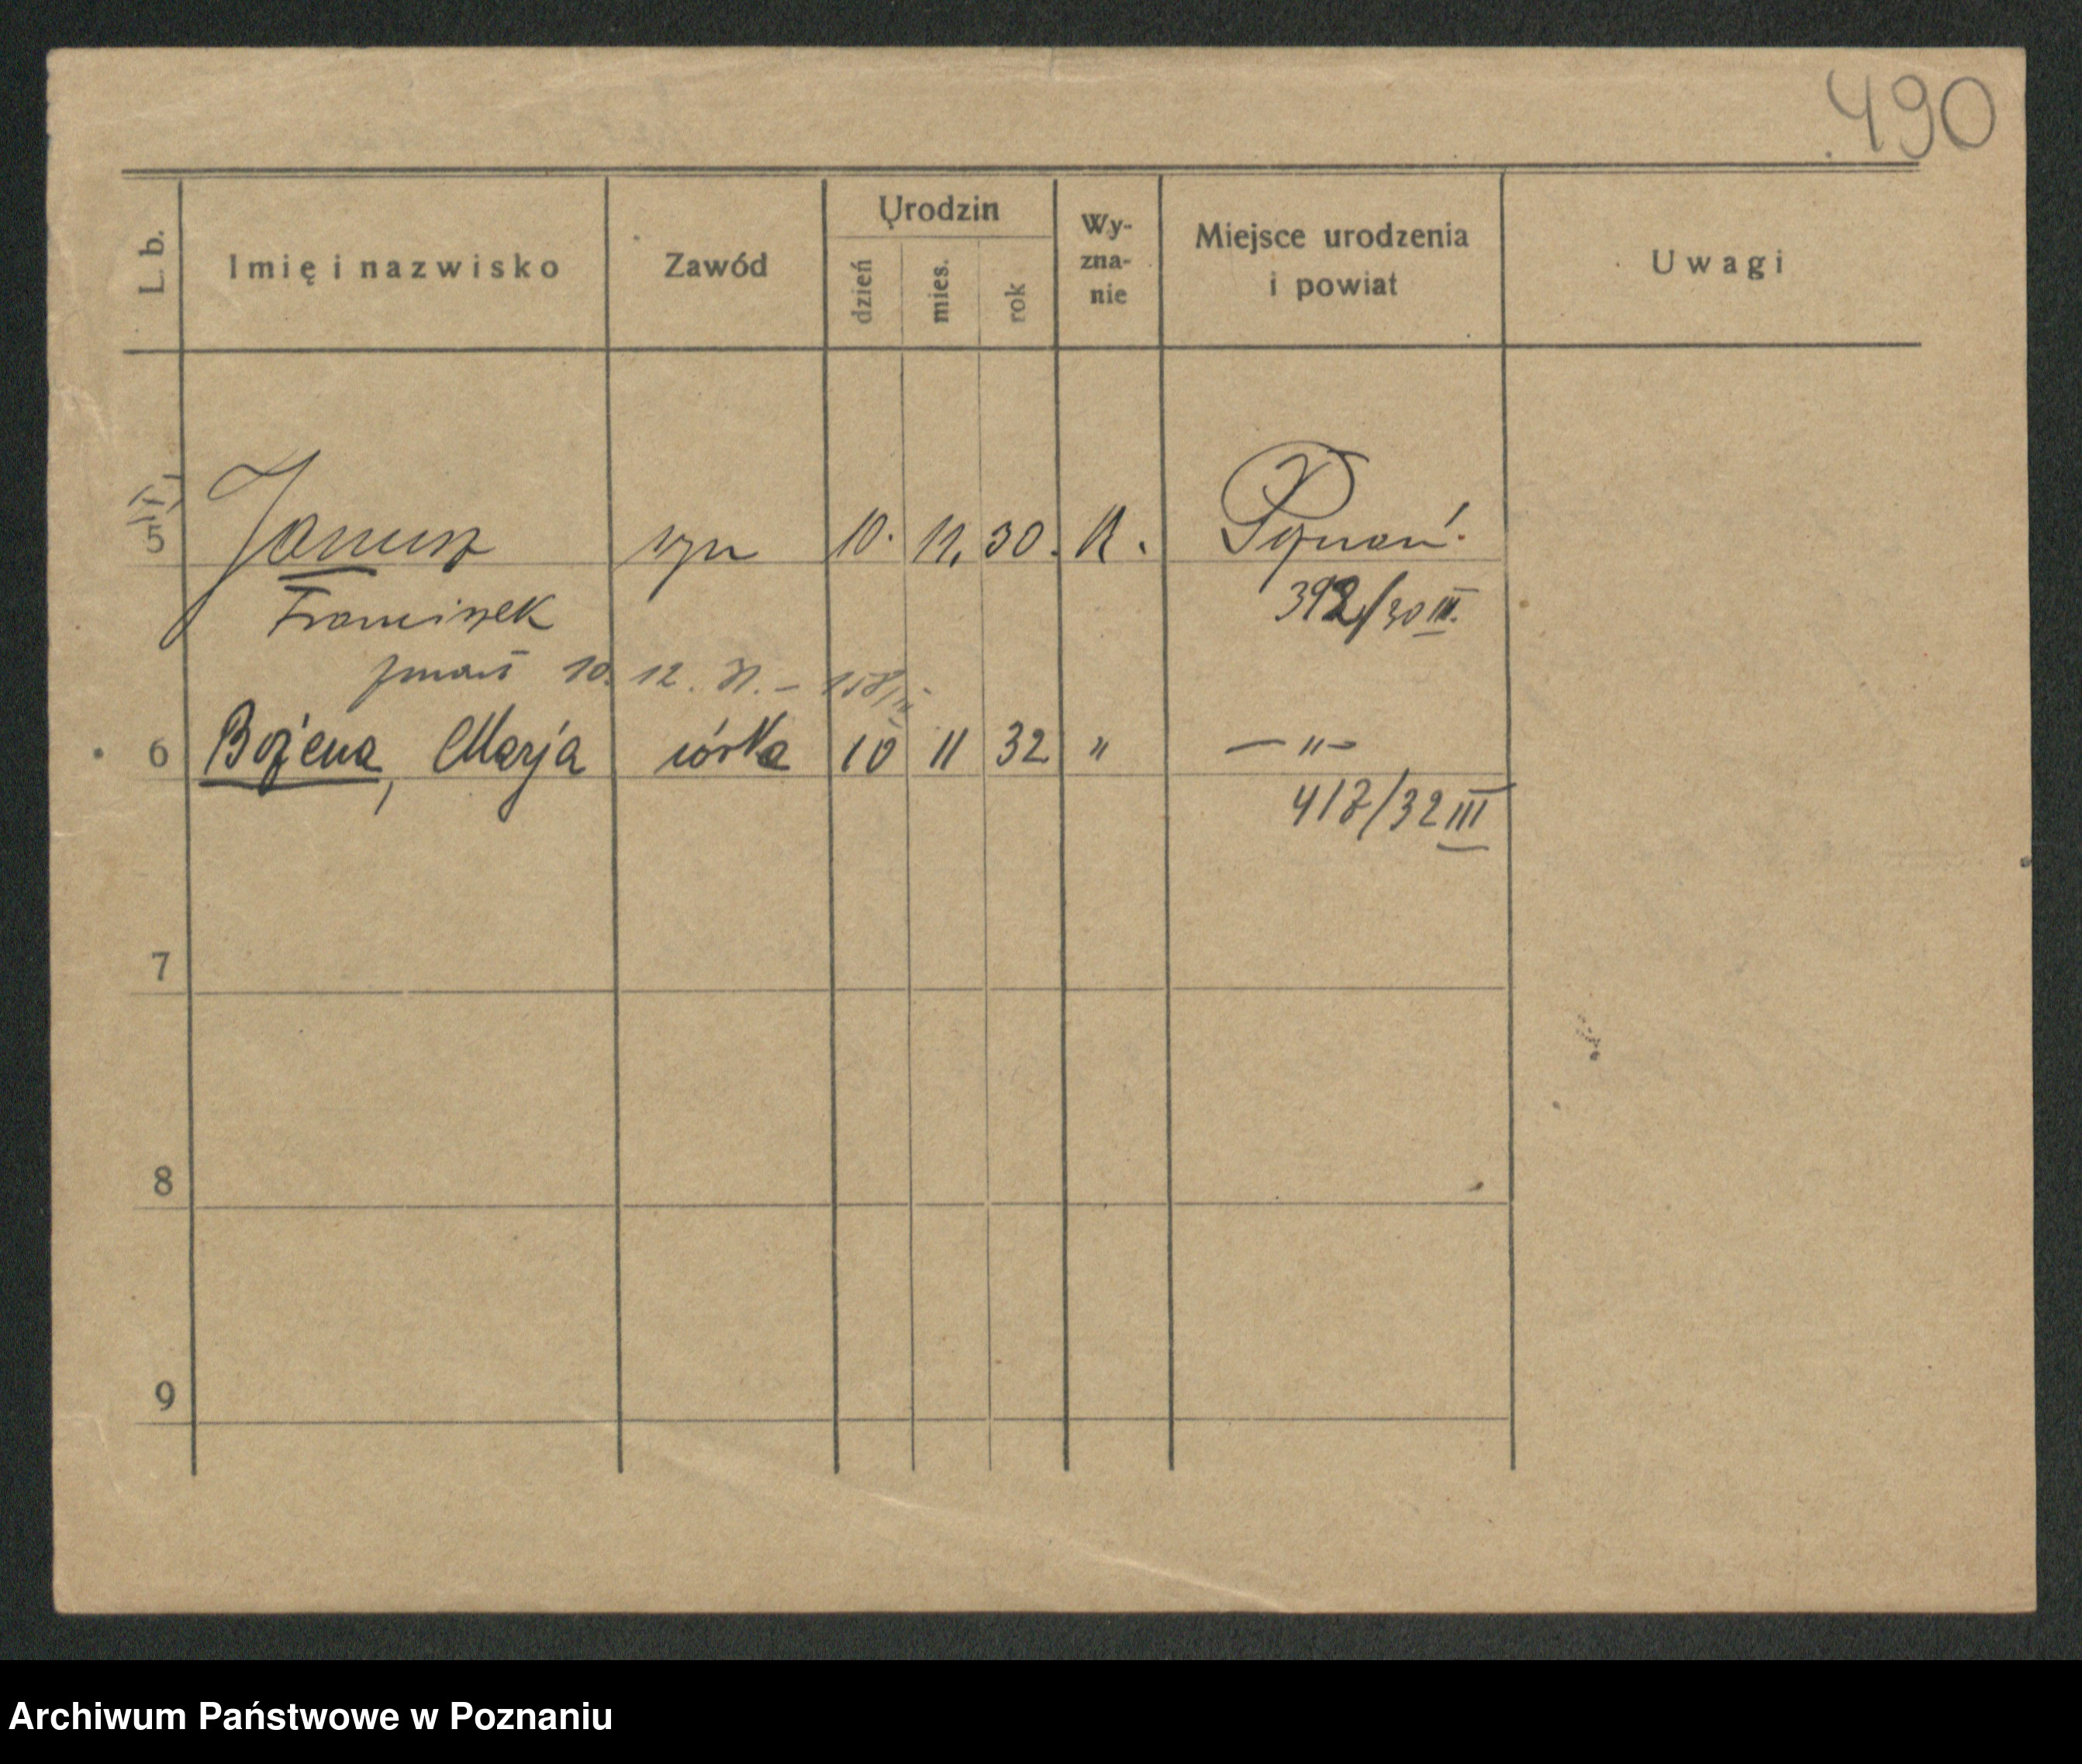 490
L. b. Imię i nazwisko Zawód Urodzin dzień mies. rok Wy-zna-nie Miejsce urodzenia i powiat Uwagi
5 Janusz syn 10. 11. 30. R. Poznań.
Franciszek 392/30 III.
zmarł 10. 12. 31. –
6 Bożena, Marja córka 10 11 32 " — " —
417/32 III
7
8
9
Archiwum Państwowe w Poznaniu